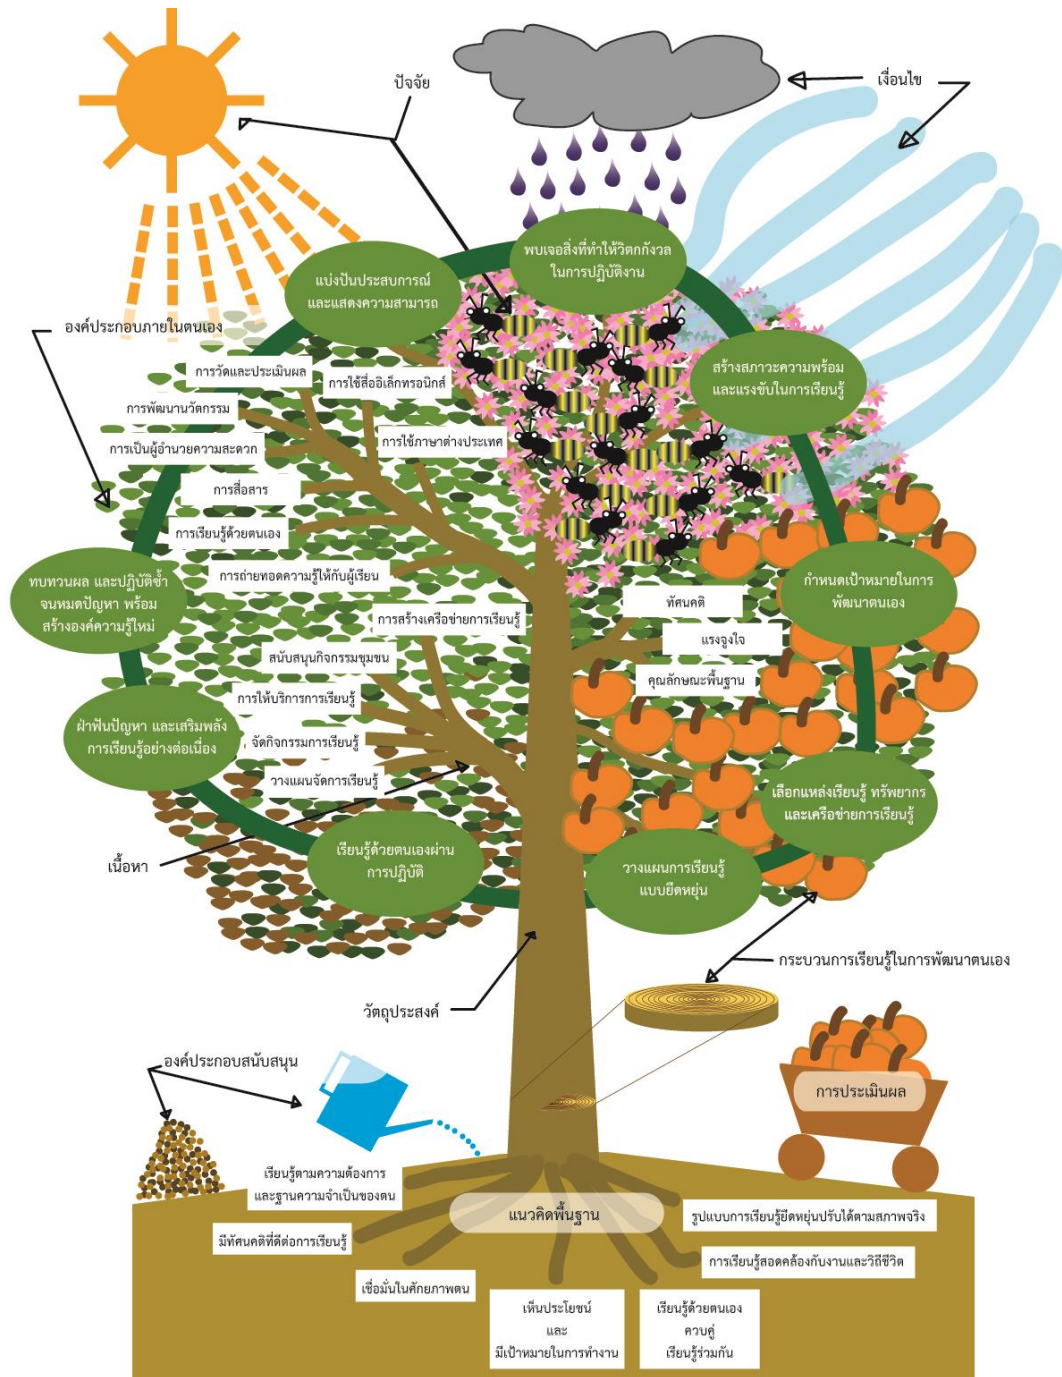 ปัจจัย
เงื่อนไข
พบเจอสิ่งที่ทำให้วิตกกังวล
ในการปฏิบัติงาน
แบ่งปันประสบการณ์
และแสดงความสามารถ
องค์ประกอบภายในตนเอง
สร้างสภาวะความพร้อม
และแรงขับในการเรียนรู้
การวัดและประเมินผล
การใช้สื่ออิเล็กทรอนิกส์
การพัฒนานวัตกรรม
การเป็นผู้อำนวยความสะดวก
การใช้ภาษาต่างประเทศ
การสื่อสาร
การเรียนรู้ด้วยตนเอง
การถ่ายทอดความรู้ให้กับผู้เรียน
ทบทวนผล และปฏิบัติซ้ำ
จนหมดปัญหา พร้อม
สร้างองค์ความรู้ใหม่
กำหนดเป้าหมายในการ
พัฒนาตนเอง
ทัศนคติ
การสร้างเครือข่ายการเรียนรู้
แรงจูงใจ
สนับสนุนกิจกรรมชุมชน
คุณลักษณะพื้นฐาน
การให้บริการการเรียนรู้
ฝ่าฟันปัญหา และเสริมพลัง
การเรียนรู้อย่างต่อเนื่อง
จัดกิจกรรมการเรียนรู้
วางแผนจัดการเรียนรู้
เลือกแหล่งเรียนรู้ ทรัพยากร
และเครือข่ายการเรียนรู้
เรียนรู้ด้วยตนเองผ่าน
การปฏิบัติ
เนื้อหา
วางแผนการเรียนรู้
แบบยืดหยุ่น
กระบวนการเรียนรู้ในการพัฒนาตนเอง
วัตถุประสงค์
องค์ประกอบสนับสนุน
การประเมินผล
เรียนรู้ตามความต้องการ
และฐานความจำเป็นของตน
แนวคิดพื้นฐาน
รูปแบบการเรียนรู้ยืดหยุ่นปรับได้ตามสภาพจริง
มีทัศนคติที่ดีต่อการเรียนรู้
การเรียนรู้สอดคล้องกับงานและวิถีชีวิต
เชื่อมั่นในศักยภาพตน
เห็นประโยชน์
และ
มีเป้าหมายในการทำงาน
เรียนรู้ด้วยตนเอง
ควบคู่
เรียนรู้ร่วมกัน